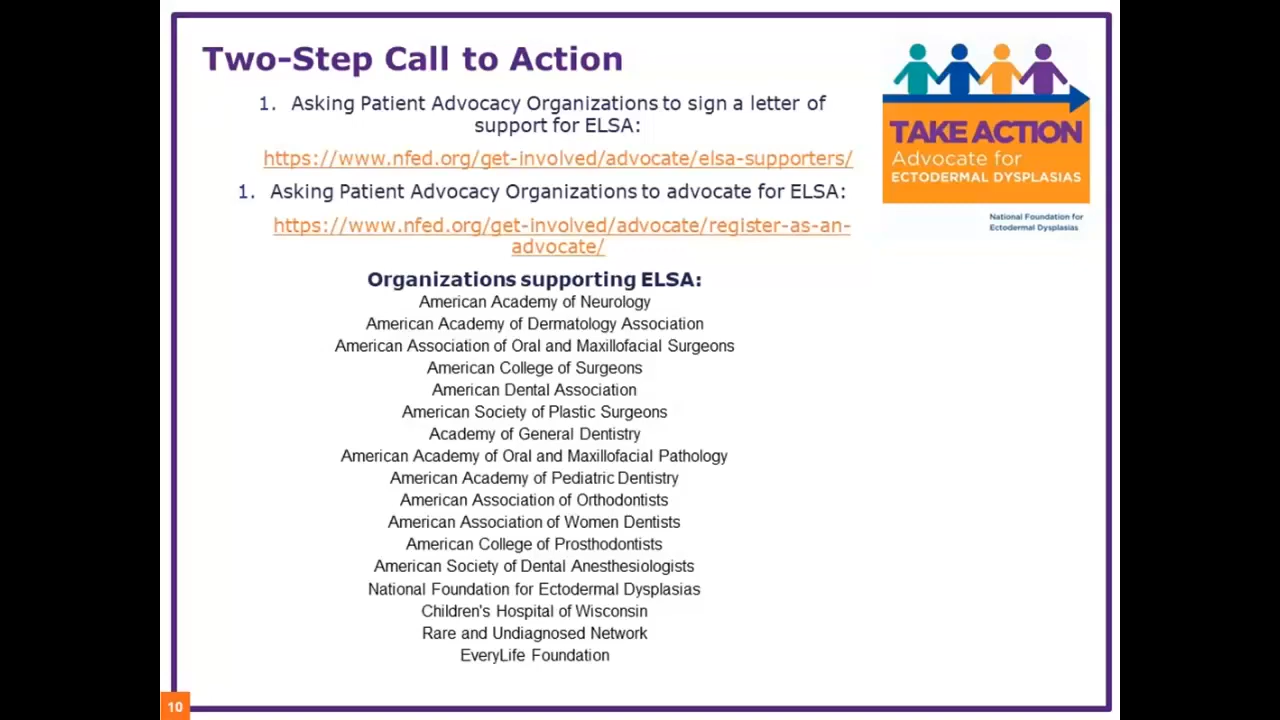 Two-Step Call to Action
1. Asking Patient Advocacy Organizations to sign a letter of
support for ELSA:
https://www.nfed.org/get-involved/advocate/elsa-supporters/
1. Asking Patient Advocacy Organizations to advocate for ELSA:
https://www.nfed.org/get-involved/advocate/register-as-an-
advocate/
TAKE ACTION
Advocate for
ECTODERMAL DYSPLASIAS
National Foundation for
Ectodermal Dysplasias
Organizations supporting ELSA:
American Academy of Neurology
American Academy of Dermatology Association
American Association of Oral and Maxillofacial Surgeons
American College of Surgeons
American Dental Association
American Society of Plastic Surgeons
Academy of General Dentistry
American Academy of Oral and Maxillofacial Pathology
American Academy of Pediatric Dentistry
American Association of Orthodontists
American Association of Women Dentists
American College of Prosthodontists
American Society of Dental Anesthesiologists
National Foundation for Ectodermal Dysplasias
Children's Hospital of Wisconsin
Rare and Undiagnosed Network
EveryLife Foundation
10